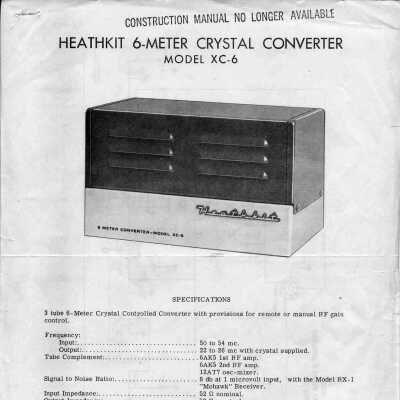 CONSTRUCTION MANUAL NO LONGER AVAILABLE
HEATHKIT 6-METER CRYSTAL CONVERTER
MODEL XC-6
Heathkit
6 METER CONVERTER-MODEL XC-6
SPECIFICATIONS
3 tube 6-Meter Crystal Controlled Converter with provisions for remote or manual RF gain
control.
Frequency:
Input: 50 to 54 mc.
Output: 22 to 26 mc with crystal supplied.
Tube Complement: 6AK5 1st RF amp.
6AK5 2nd RF amp.
12AT7 osc-mixer.
Signal to Noise Ratio: 8 db at 1 microvolt input, with the Model RX-1
"Mohawk" Receiver.
Input Impedance: 52 Ω nominal.